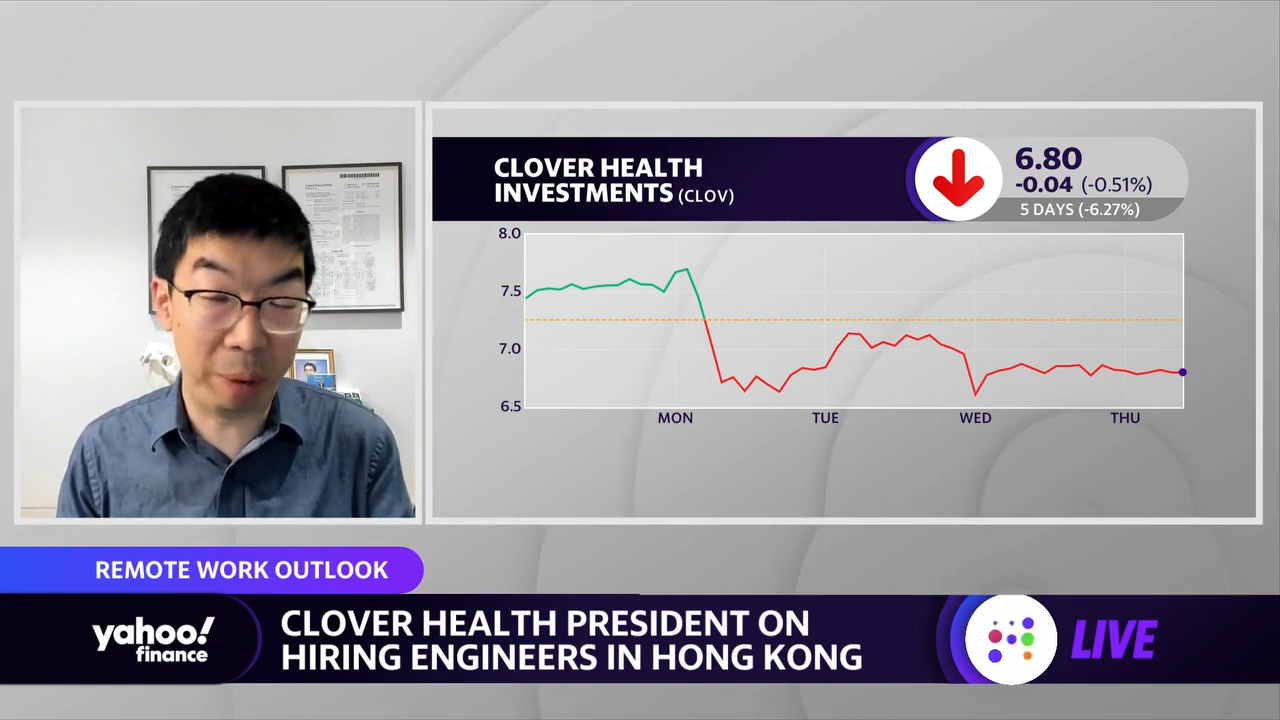 CLOVER HEALTH
INVESTMENTS (CLOV)
6.80
-0.04 (-0.51%)
5 DAYS (-6.27%)
8.0
7.5
7.0
6.5
MON TUE WED THU
REMOTE WORK OUTLOOK
yahoo!
finance
CLOVER HEALTH PRESIDENT ON
HIRING ENGINEERS IN HONG KONG
LIVE